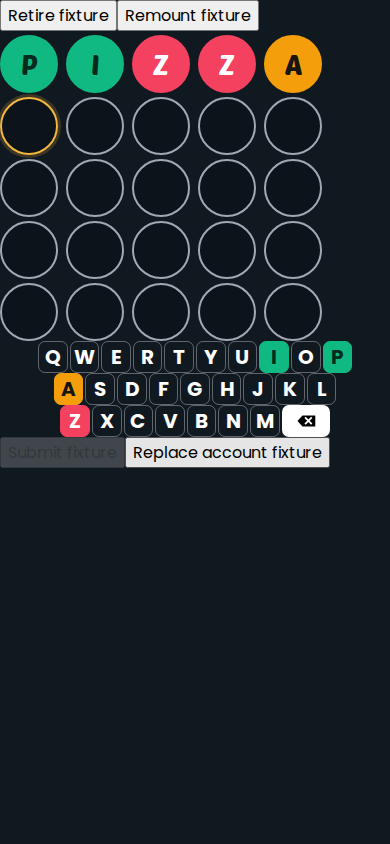 Retire fixture Remount fixture
P I Z Z A
Q W E R T Y U I O P
A S D F G H J K L
Z X C V B N M
Submit fixture Replace account fixture